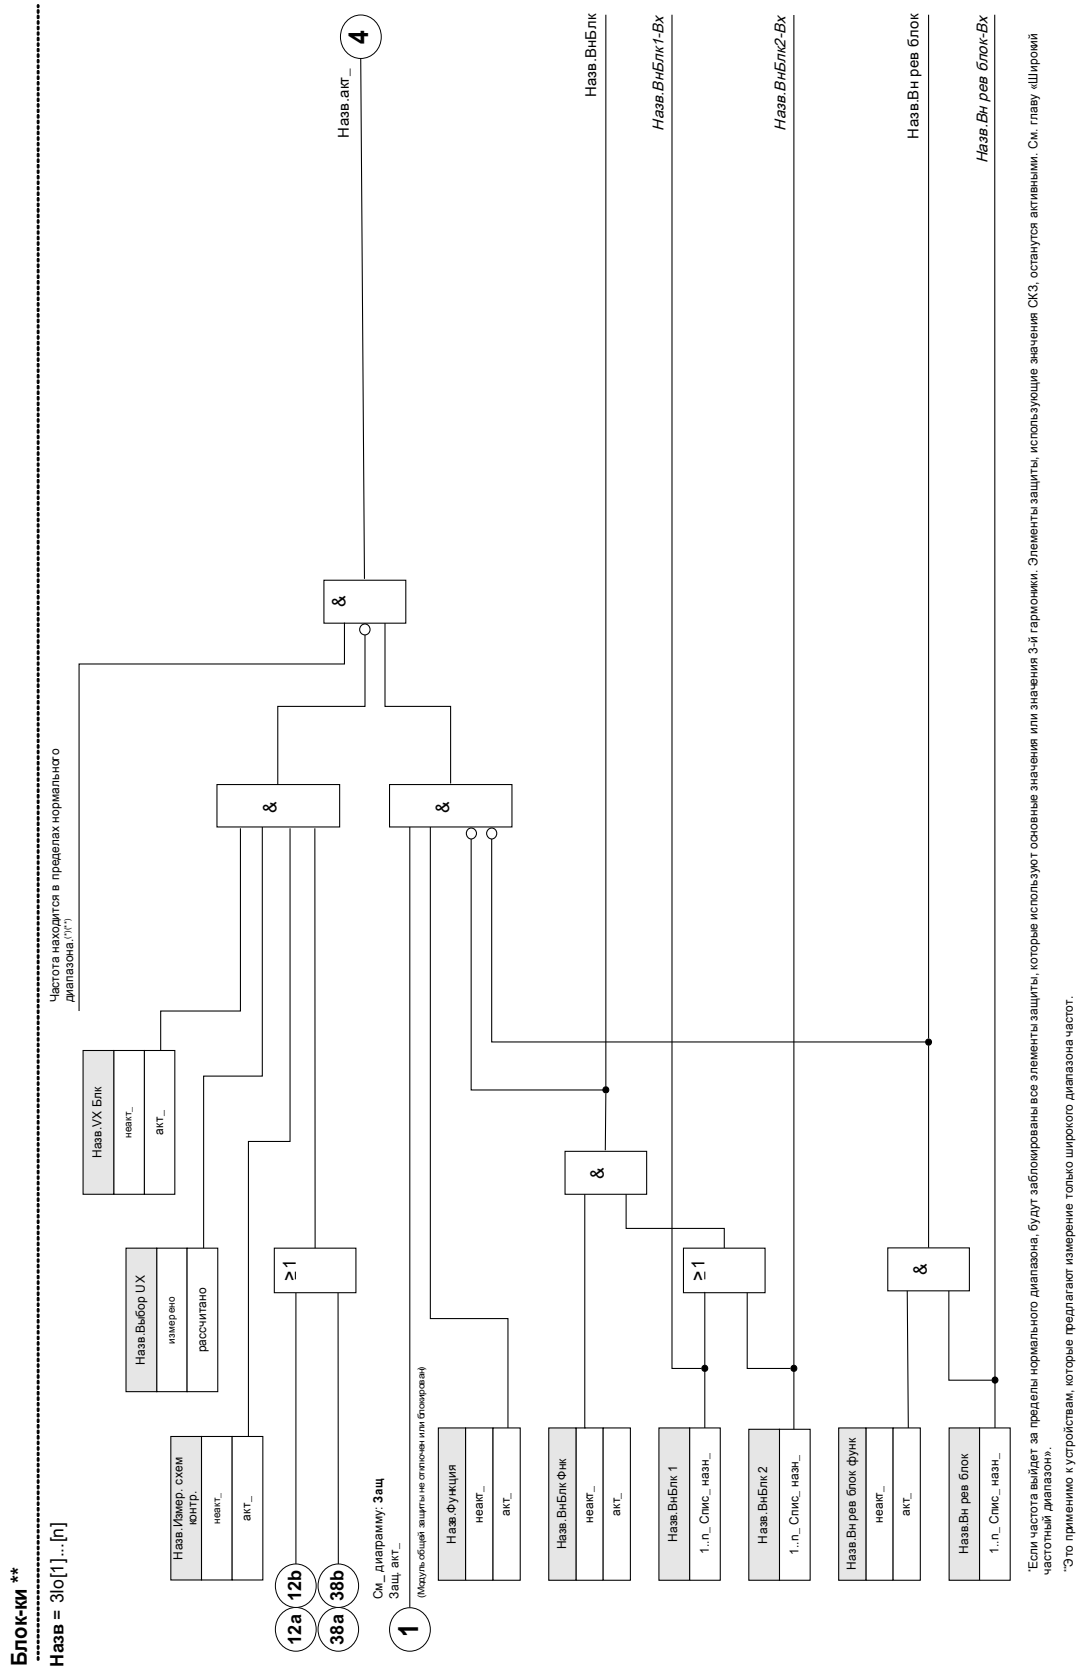 Блок-ки **
Назв = 3Io[1]... [n]
Частота находится в пределах нормального
диапазона.(*)(**)
Назв.VX Блк
неакт_
акт_
Назв.Выбор UX
измерено
рассчитано
Назв.Измер. схем
контр.
неакт_
акт_
12a
12b
38a
38b
≥1
&
&
&
Назв.акт_
4
См_ диаграмму: Защ
Защ. акт_
(Модуль общей защиты не отключен или блокирован)
1
Назв.Функция
неакт_
акт_
Назв.ВнБлк Фнк
неакт_
акт_
&
Назв.ВнБлк
Назв.ВнБлк 1
1..n_ Спис_ назн_
≥1
Назв.ВнБлк1-Вх
Назв.ВнБлк 2
1..n_ Спис_ назн_
Назв.ВнБлк2-Вх
Назв.Вн рев блок функ
неакт_
акт_
&
Назв.Вн рев блок
Назв.Вн рев блок
1..n_ Спис_ назн_
Назв.Вн рев блок-Вх
*Если частота выйдет за пределы нормального диапазона, будут заблокированы все элементы защиты, которые используют основные значения или значения 3-й гармоники. Элементы защиты, использующие значения СКЗ, останутся активными. См. главу «Широкий
частотный диапазон».
**Это применимо к устройствам, которые предлагают измерение только широкого диапазона частот.